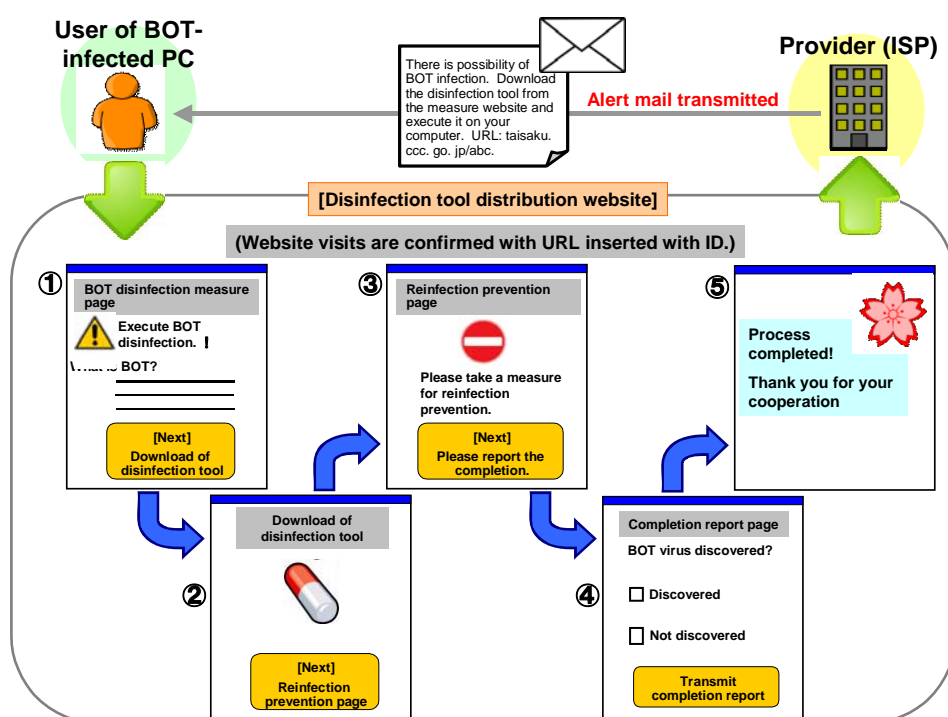 User of BOT-
infected PC
There is possibility of
BOT infection.  Download
the disinfection tool from
the measure website and
execute it on your
computer.  URL: taisaku.
ccc. go. jp/abc.
Alert mail transmitted
Provider (ISP)
[Disinfection tool distribution website]
(Website visits are confirmed with URL inserted with ID.)
①
BOT disinfection measure
page
Execute BOT
disinfection. !
What is BOT?
[Next]
Download of
disinfection tool
②
Download of
disinfection tool
[Next]
Reinfection
prevention page
③
Reinfection prevention
page
Please take a measure
for reinfection
prevention.
[Next]
Please report the
completion.
④
Completion report page
BOT virus discovered?
Discovered
Not discovered
Transmit
completion report
⑤
Process
completed!
Thank you for your
cooperation